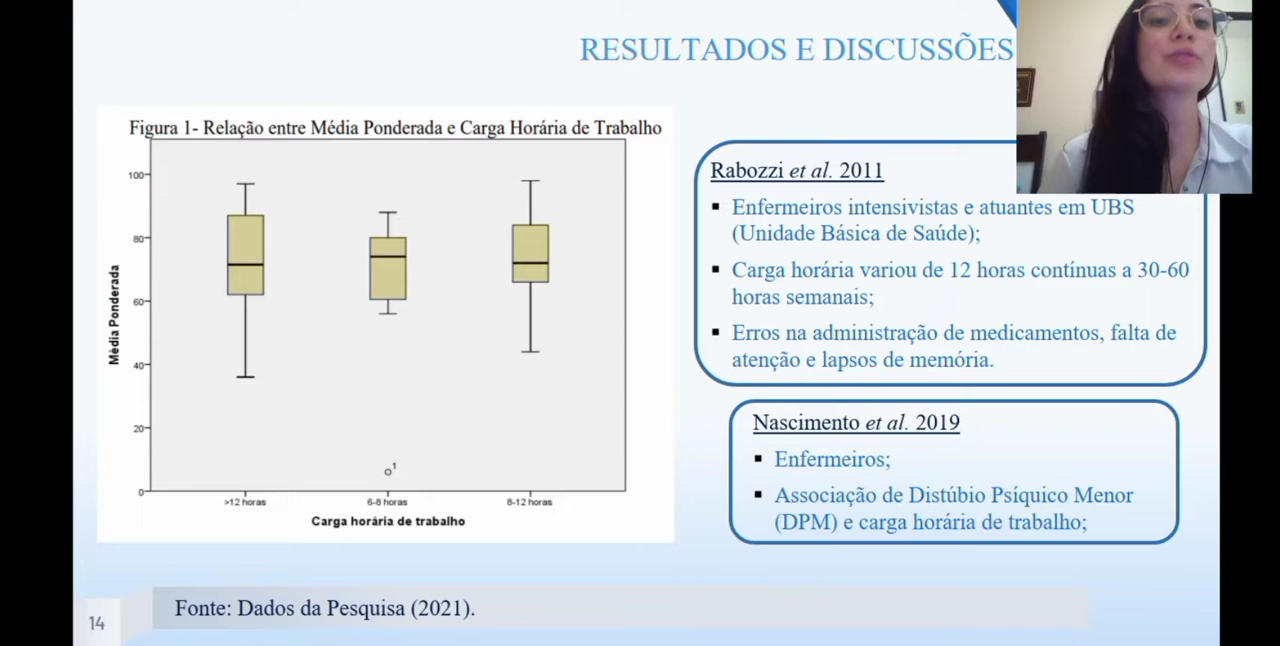 RESULTADOS E DISCUSSÕES
Figura 1- Relação entre Média Ponderada e Carga Horária de Trabalho
Média Ponderada
100
80
60
40
20
0
1
>12 horas
6-8 horas
8-12 horas
Carga horária de trabalho
Rabozzi et al. 2011
▪ Enfermeiros intensivistas e atuantes em UBS
(Unidade Básica de Saúde);
▪ Carga horária variou de 12 horas contínuas a 30-60
horas semanais;
▪ Erros na administração de medicamentos, falta de
atenção e lapsos de memória.
Nascimento et al. 2019
▪ Enfermeiros;
▪ Associação de Distúbio Psíquico Menor
(DPM) e carga horária de trabalho;
Fonte: Dados da Pesquisa (2021).
14